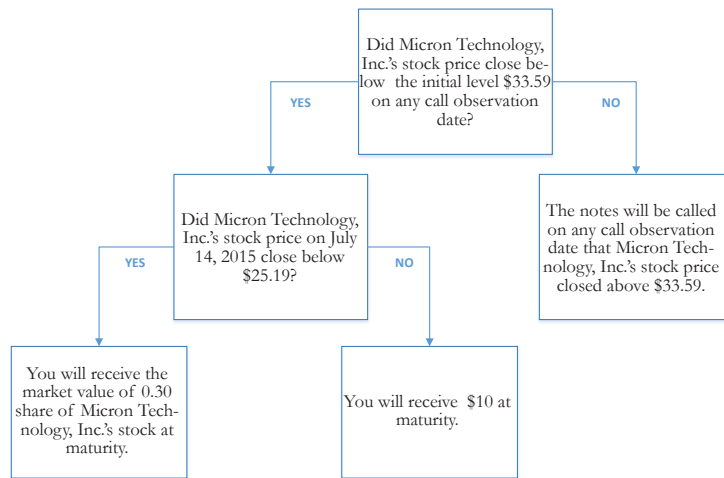 Did Micron Technology,
Inc.'s stock price close be-
low the initial level $33.59
on any call observation
date?
YES
NO
Did Micron Technology,
Inc.'s stock price on July
14, 2015 close below
$25.19?
The notes will be called
on any call observation
date that Micron Tech-
nology, Inc.'s stock price
closed above $33.59.
YES
NO
You will receive the
market value of 0.30
share of Micron Tech-
nology, Inc.'s stock at
maturity.
You will receive $10 at
maturity.